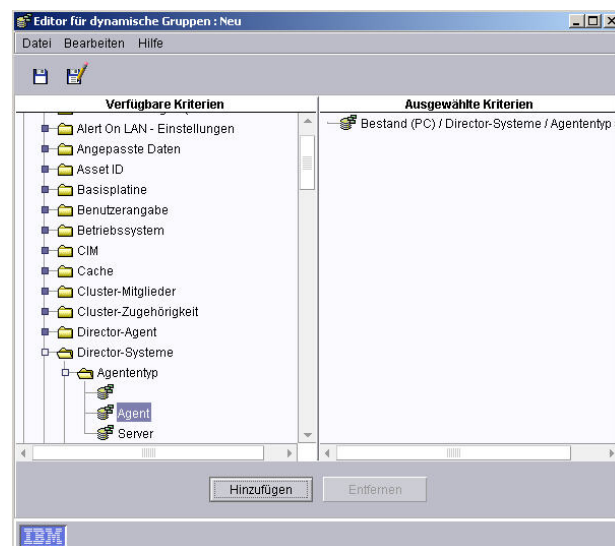 Editor für dynamische Gruppen : Neu
Datei Bearbeiten Hilfe
Verfügbare Kriterien
Alert On LAN - Einstellungen
Angepasste Daten
Asset ID
Basisplatine
Benutzerangabe
Betriebssystem
CIM
Cache
Cluster-Mitglieder
Cluster-Zugehörigkeit
Director-Agent
Director-Systeme
Agententyp
Agent
Server
Ausgewählte Kriterien
Bestand (PC) / Director-Systeme / Agententyp
Hinzufügen Entfernen
IBM